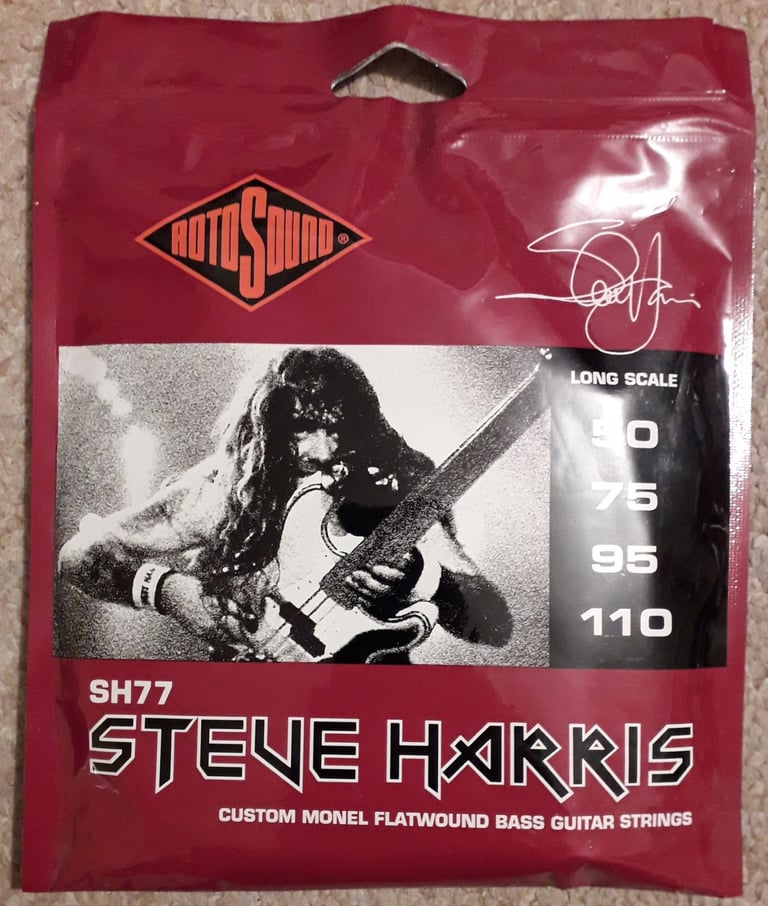 ROTOSOUND®
LONG SCALE
50
75
95
110
SH77
STEVE HARRIS
CUSTOM MONEL FLATWOUND BASS GUITAR STRINGS